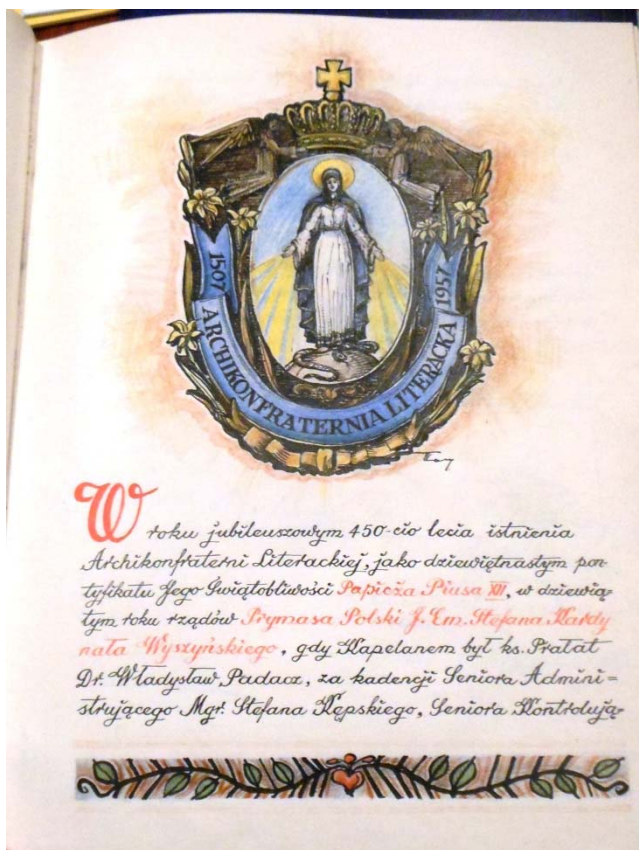 1507 ARCHIKONFRATERNIA LITERACKA 1957
W roku jubileuszowym 450-cio lecia istnienia
Archikonfraterni Literackiej, jako dziewiętnastym pon-
tyfikatu Jego Świątobliwości Papieża Piusa XII, w dziewią-
tym roku rządów Prymasa Polski J. Em. Stefana Kardy
nała Wyszyńskiego, gdy Kapelanem był ks. Prałat
Dr. Władysław Padacz, za kadencji Seniora Admini=
strującego Mgr. Stefana Kępskiego, Seniora Kontrolują-